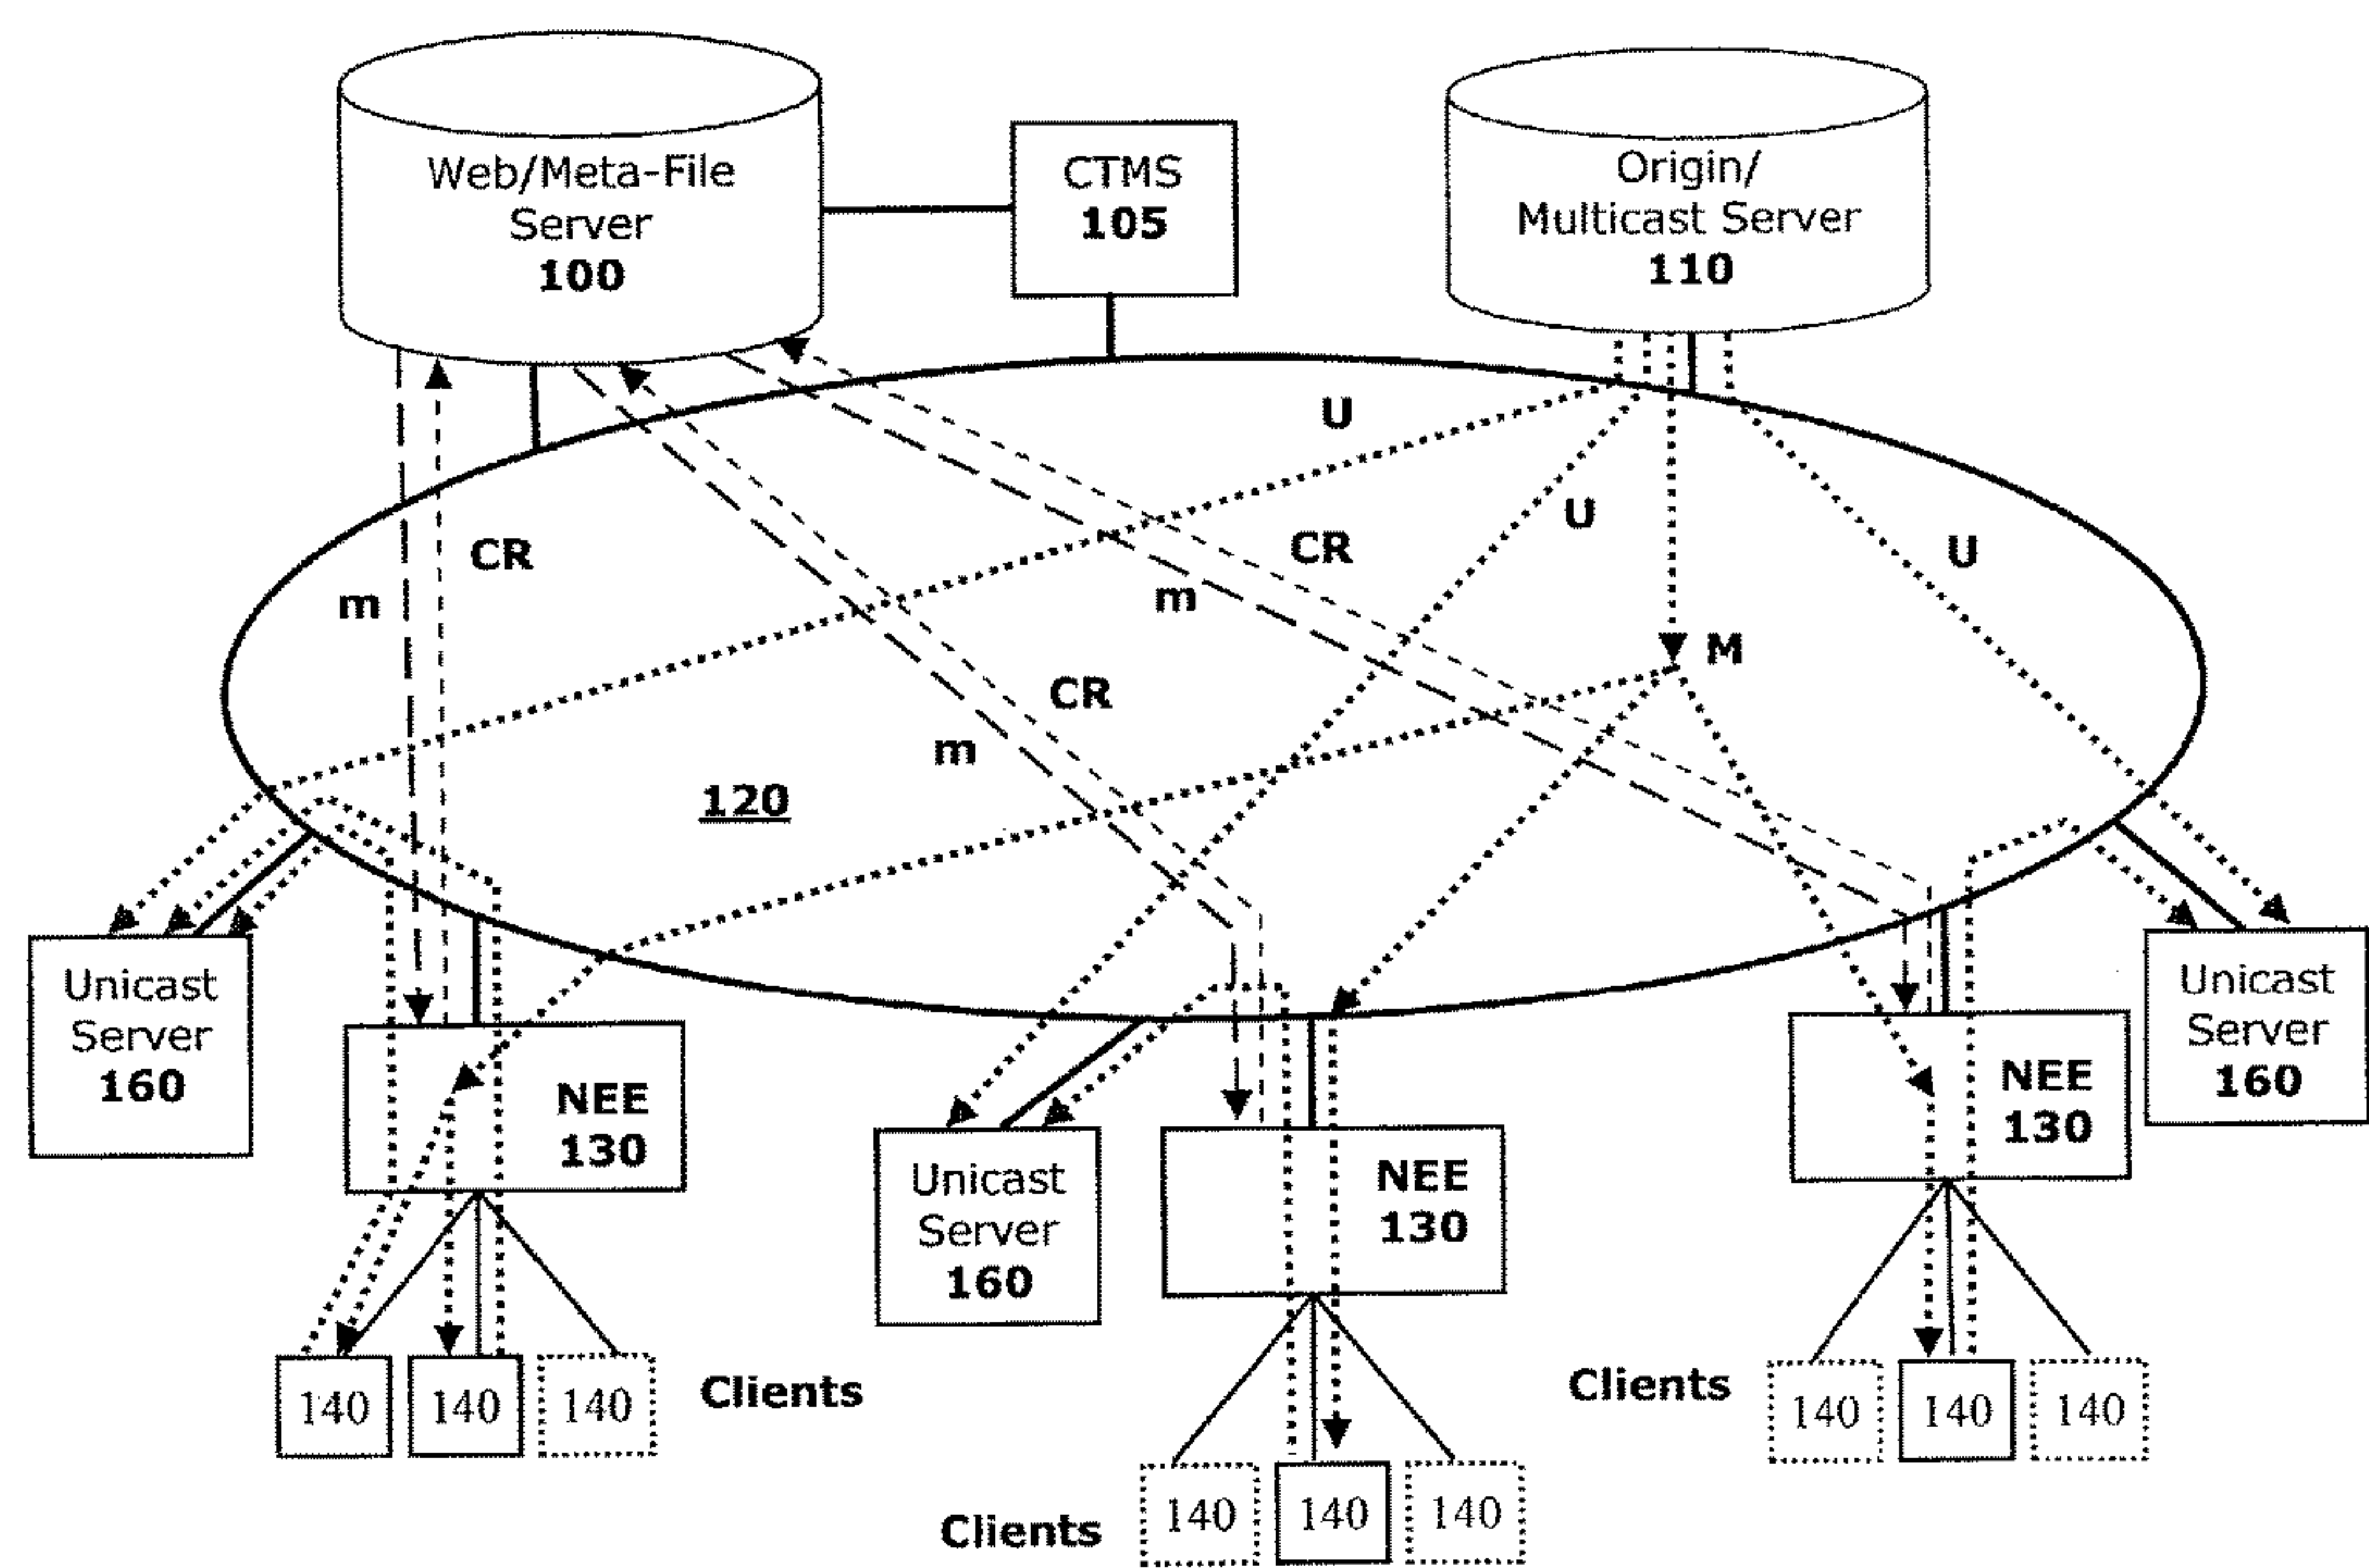 Web/Meta-File
Server
100
CTMS
105
Origin/
Multicast Server
110
U
U
U
CR
CR
m
m
M
CR
m
120
Unicast
Server
160
NEE
130
Unicast
Server
160
NEE
130
NEE
130
Unicast
Server
160
140
140
140
Clients
Clients
140
140
140
Clients
140
140
140